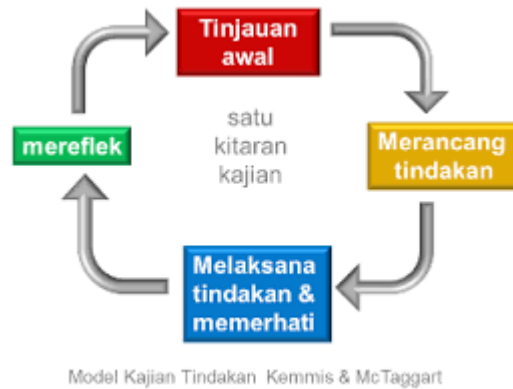 Tinjauan
awal
satu
kitaran
kajian
mereflek
Merancang
tindakan
Melaksana
tindakan &
memerhati
Model Kajian Tindakan Kemmis & McTaggart